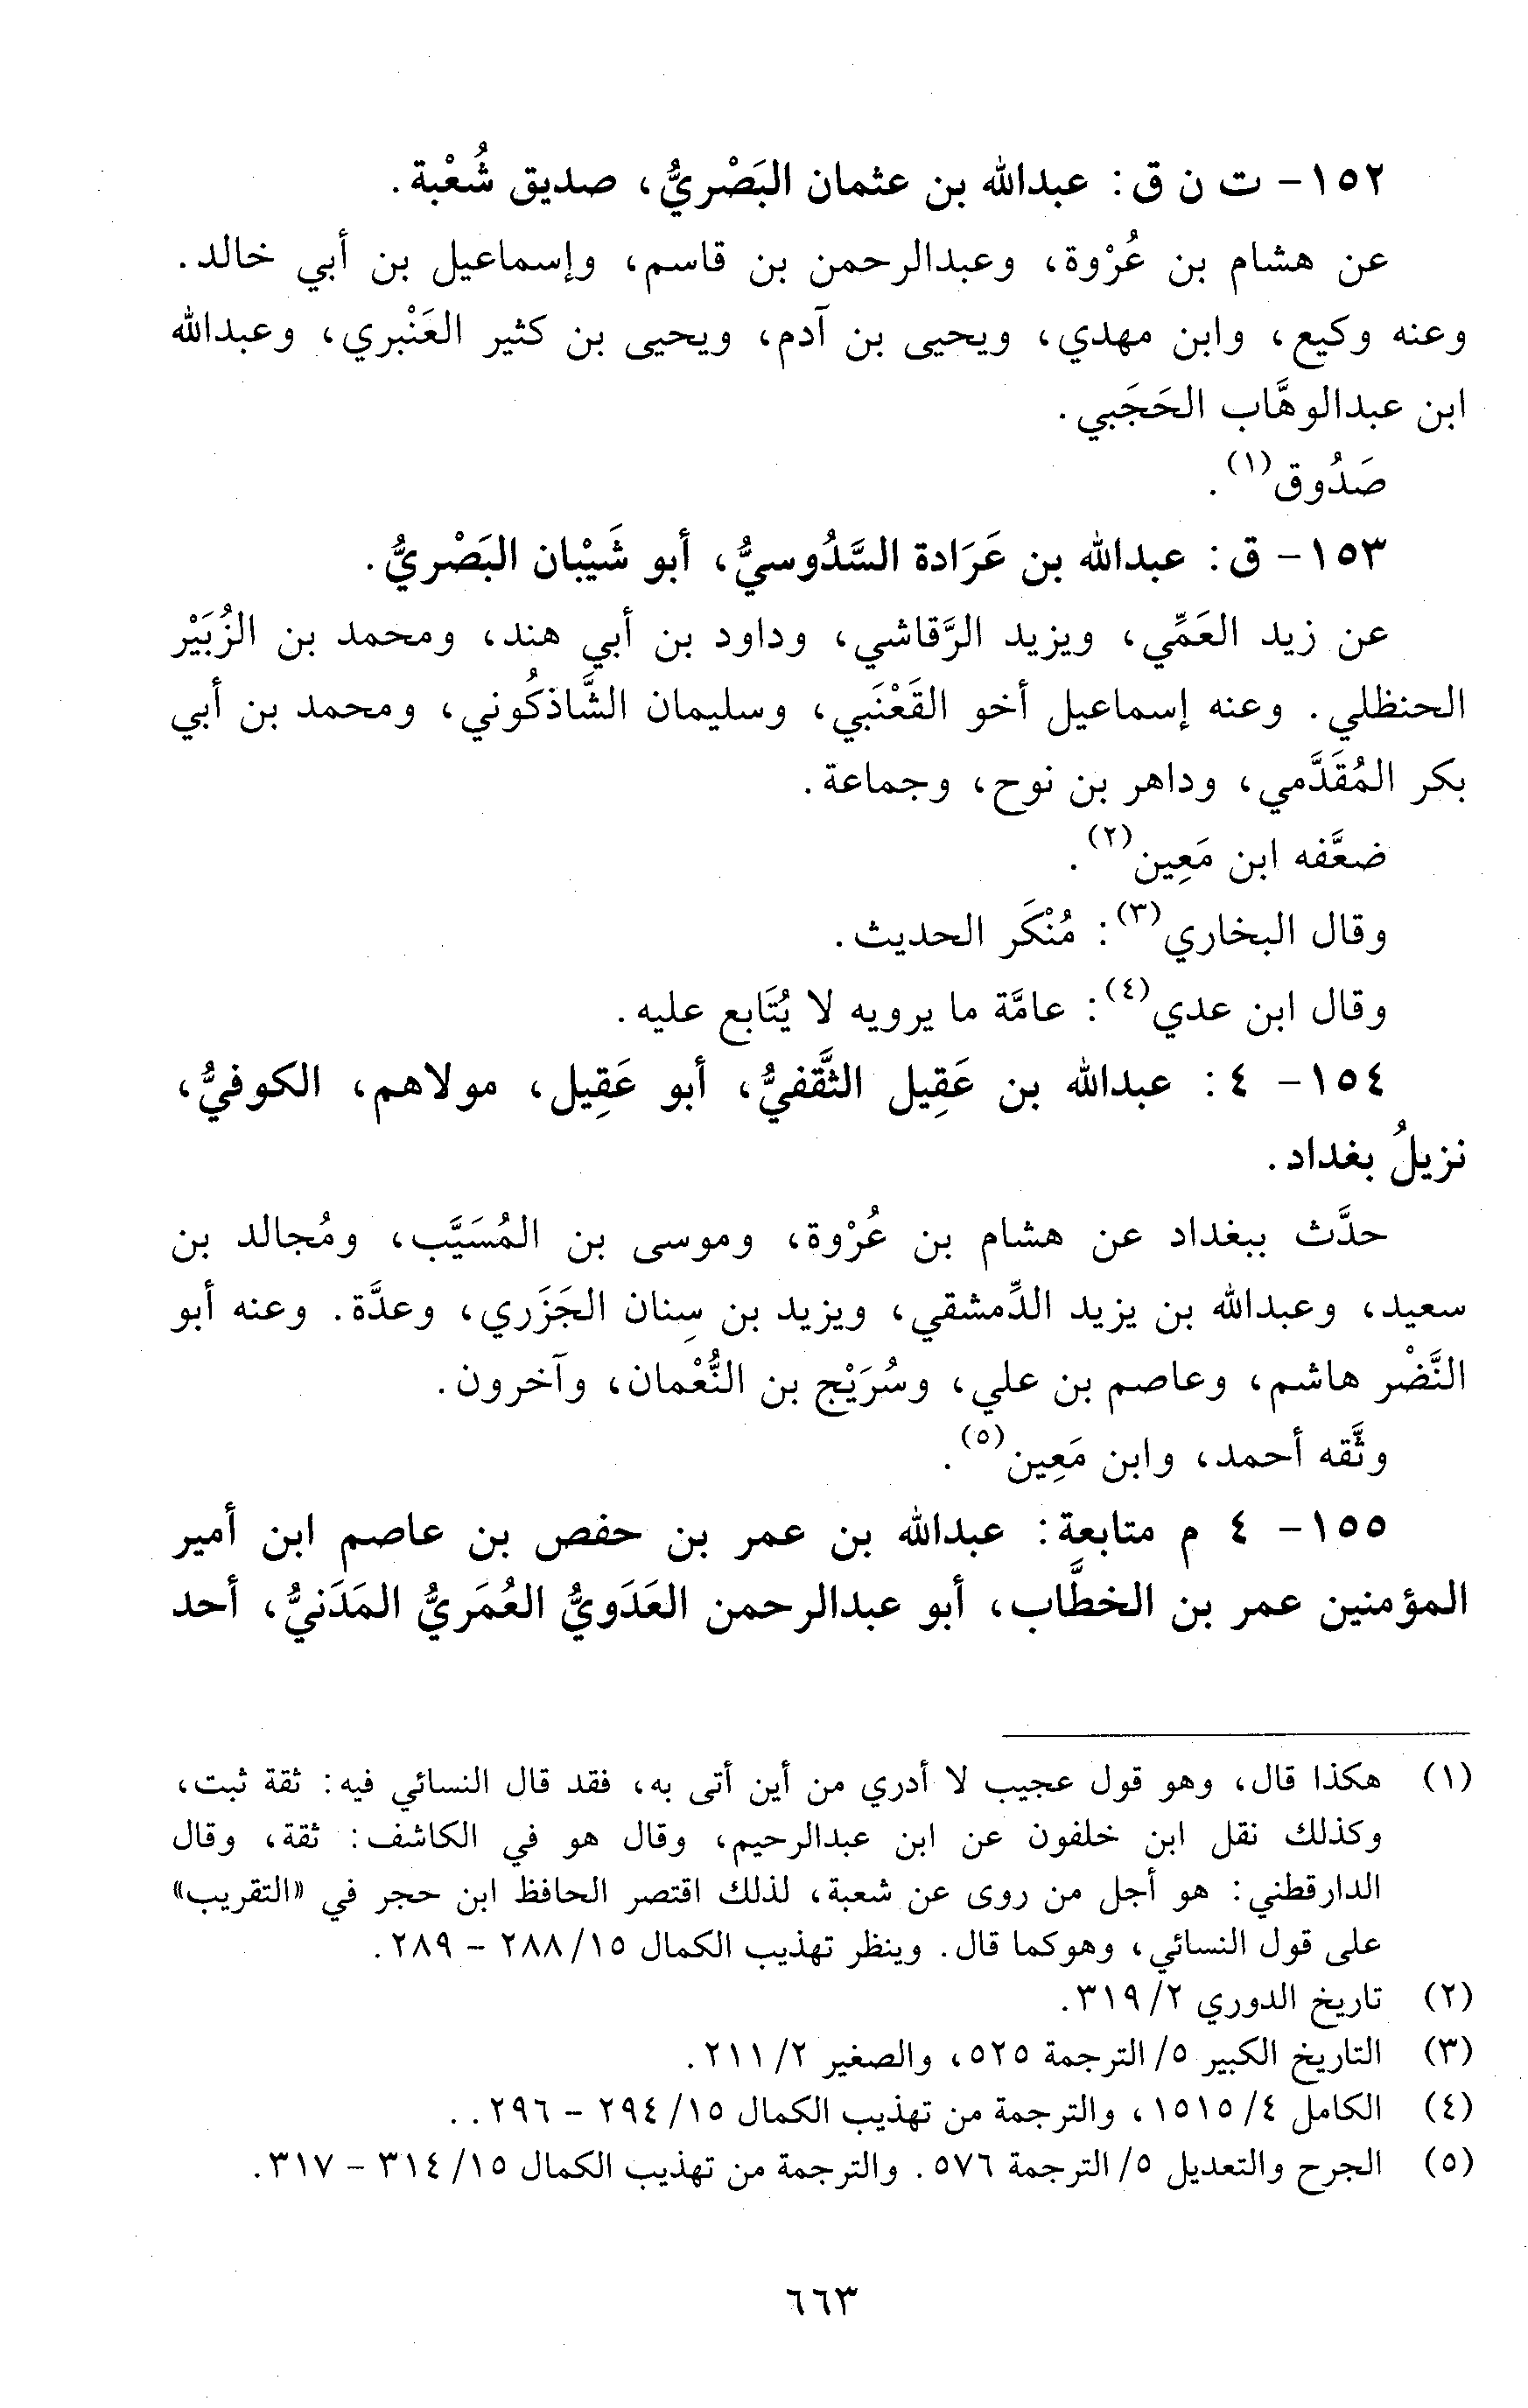 ١٥٢- ت ن ق: عبدالله بن عثمان البَصْريُّ، صديق شُعْبة.
عن هشام بن عُرْوة، وعبدالرحمن بن قاسم، وإسماعيل بن أبي خالد.
وعنه وكيع، وابن مهدي، ويحيى بن آدم، ويحيى بن كثير العَنْبري، وعبدالله
ابن عبدالوهَّاب الحَجَبي.
صَدُوق(١).
١٥٣- ق: عبدالله بن عَرَادة السَّدُوسيُّ، أبو شَيْبان البَصْريُّ.
عن زيد العَمِّي، ويزيد الرَّقاشي، وداود بن أبي هند، ومحمد بن الزُبَيْر
الحنظلي. وعنه إسماعيل أخو القَعْنَبي، وسليمان الشَّاذكُوني، ومحمد بن أبي
بكر المُقَدَّمي، وداهر بن نوح، وجماعة.
ضعَّفه ابن مَعِين(٢).
وقال البخاري(٣): مُنْكَر الحديث.
وقال ابن عدي(٤): عامَّة ما يرويه لا يُتَابع عليه.
١٥٤- ٤: عبدالله بن عَقِيل الثَّقَفيُّ، أبو عَقِيل، مولاهم، الكوفيُّ،
نزيلُ بغداد.
حدَّث ببغداد عن هشام بن عُرْوة، وموسى بن المُسَيَّب، ومُجالد بن
سعيد، وعبدالله بن يزيد الدِّمشقي، ويزيد بن سِنان الجَزَري، وعدَّة. وعنه أبو
النَّضْر هاشم، وعاصم بن علي، وسُرَيْج بن النُّعْمان، وآخرون.
وثَّقه أحمد، وابن مَعِين(٥).
١٥٥- ٤ م متابعة: عبدالله بن عمر بن حفص بن عاصم ابن أمير
المؤمنين عمر بن الخطَّاب، أبو عبدالرحمن العَدَويُّ العُمَريُّ المَدَنيُّ، أحد
(١) هكذا قال، وهو قول عجيب لا أدري من أين أتى به، فقد قال النسائي فيه: ثقة ثبت،
وكذلك نقل ابن خلفون عن ابن عبدالرحيم، وقال هو في الكاشف: ثقة، وقال
الدارقطني: هو أجل من روى عن شعبة، لذلك اقتصر الحافظ ابن حجر في «التقريب»
على قول النسائي، وهوكما قال. وينظر تهذيب الكمال ١٥/ ٢٨٨ - ٢٨٩.
(٢) تاريخ الدوري ٢/ ٣١٩.
(٣) التاريخ الكبير ٥/ الترجمة ٥٢٥، والصغير ٢/ ٢١١.
(٤) الكامل ٤/ ١٥١٥، والترجمة من تهذيب الكمال ١٥/ ٢٩٤ - ٢٩٦. .
(٥) الجرح والتعديل ٥/ الترجمة ٥٧٦. والترجمة من تهذيب الكمال ١٥/ ٣١٤ - ٣١٧.
٦٦٣